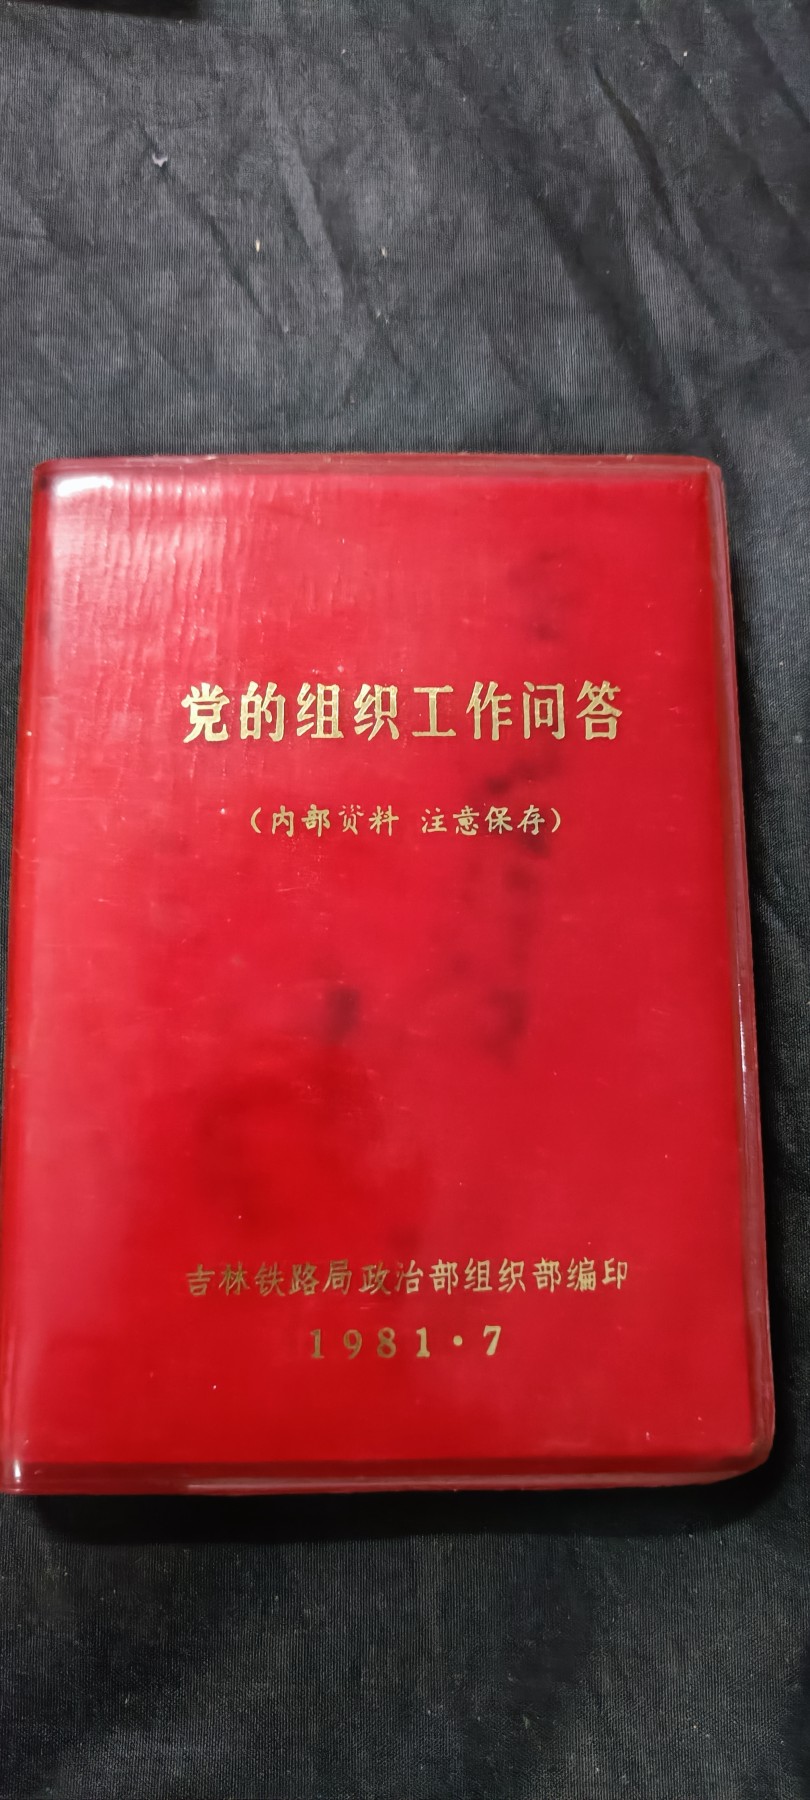 党的组织工作问答
（内部资料 注意保存）
吉林铁路局政治部组织部编印
1981·7